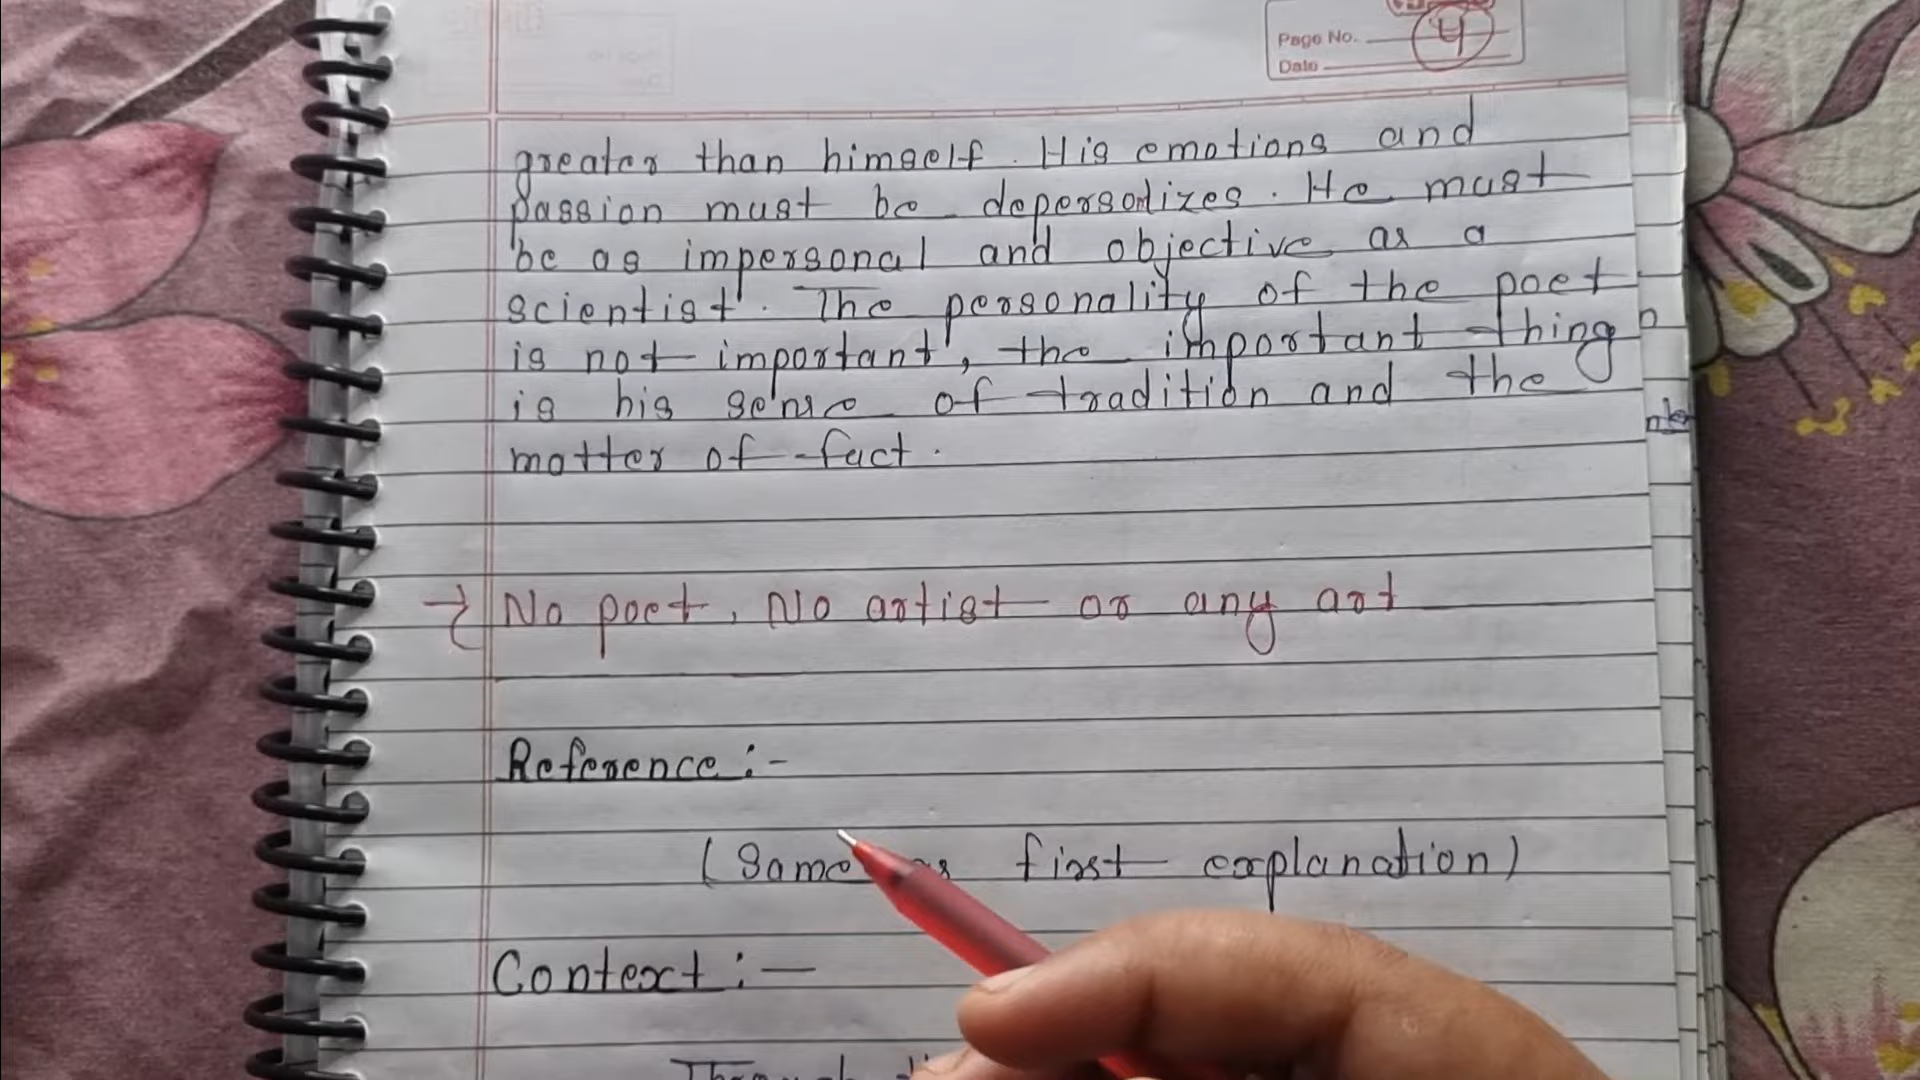 Page No. 4
Date
greater than himself. His emotions and
passion must be depersonlizes. He must
be as impersonal and objective as a
scientist. The personality of the poet
is not important, the important thing
is his sense of tradition and the
matter of fact.
No poet, No artist or any art
Reference :-
(Same as first explanation)
Context :-